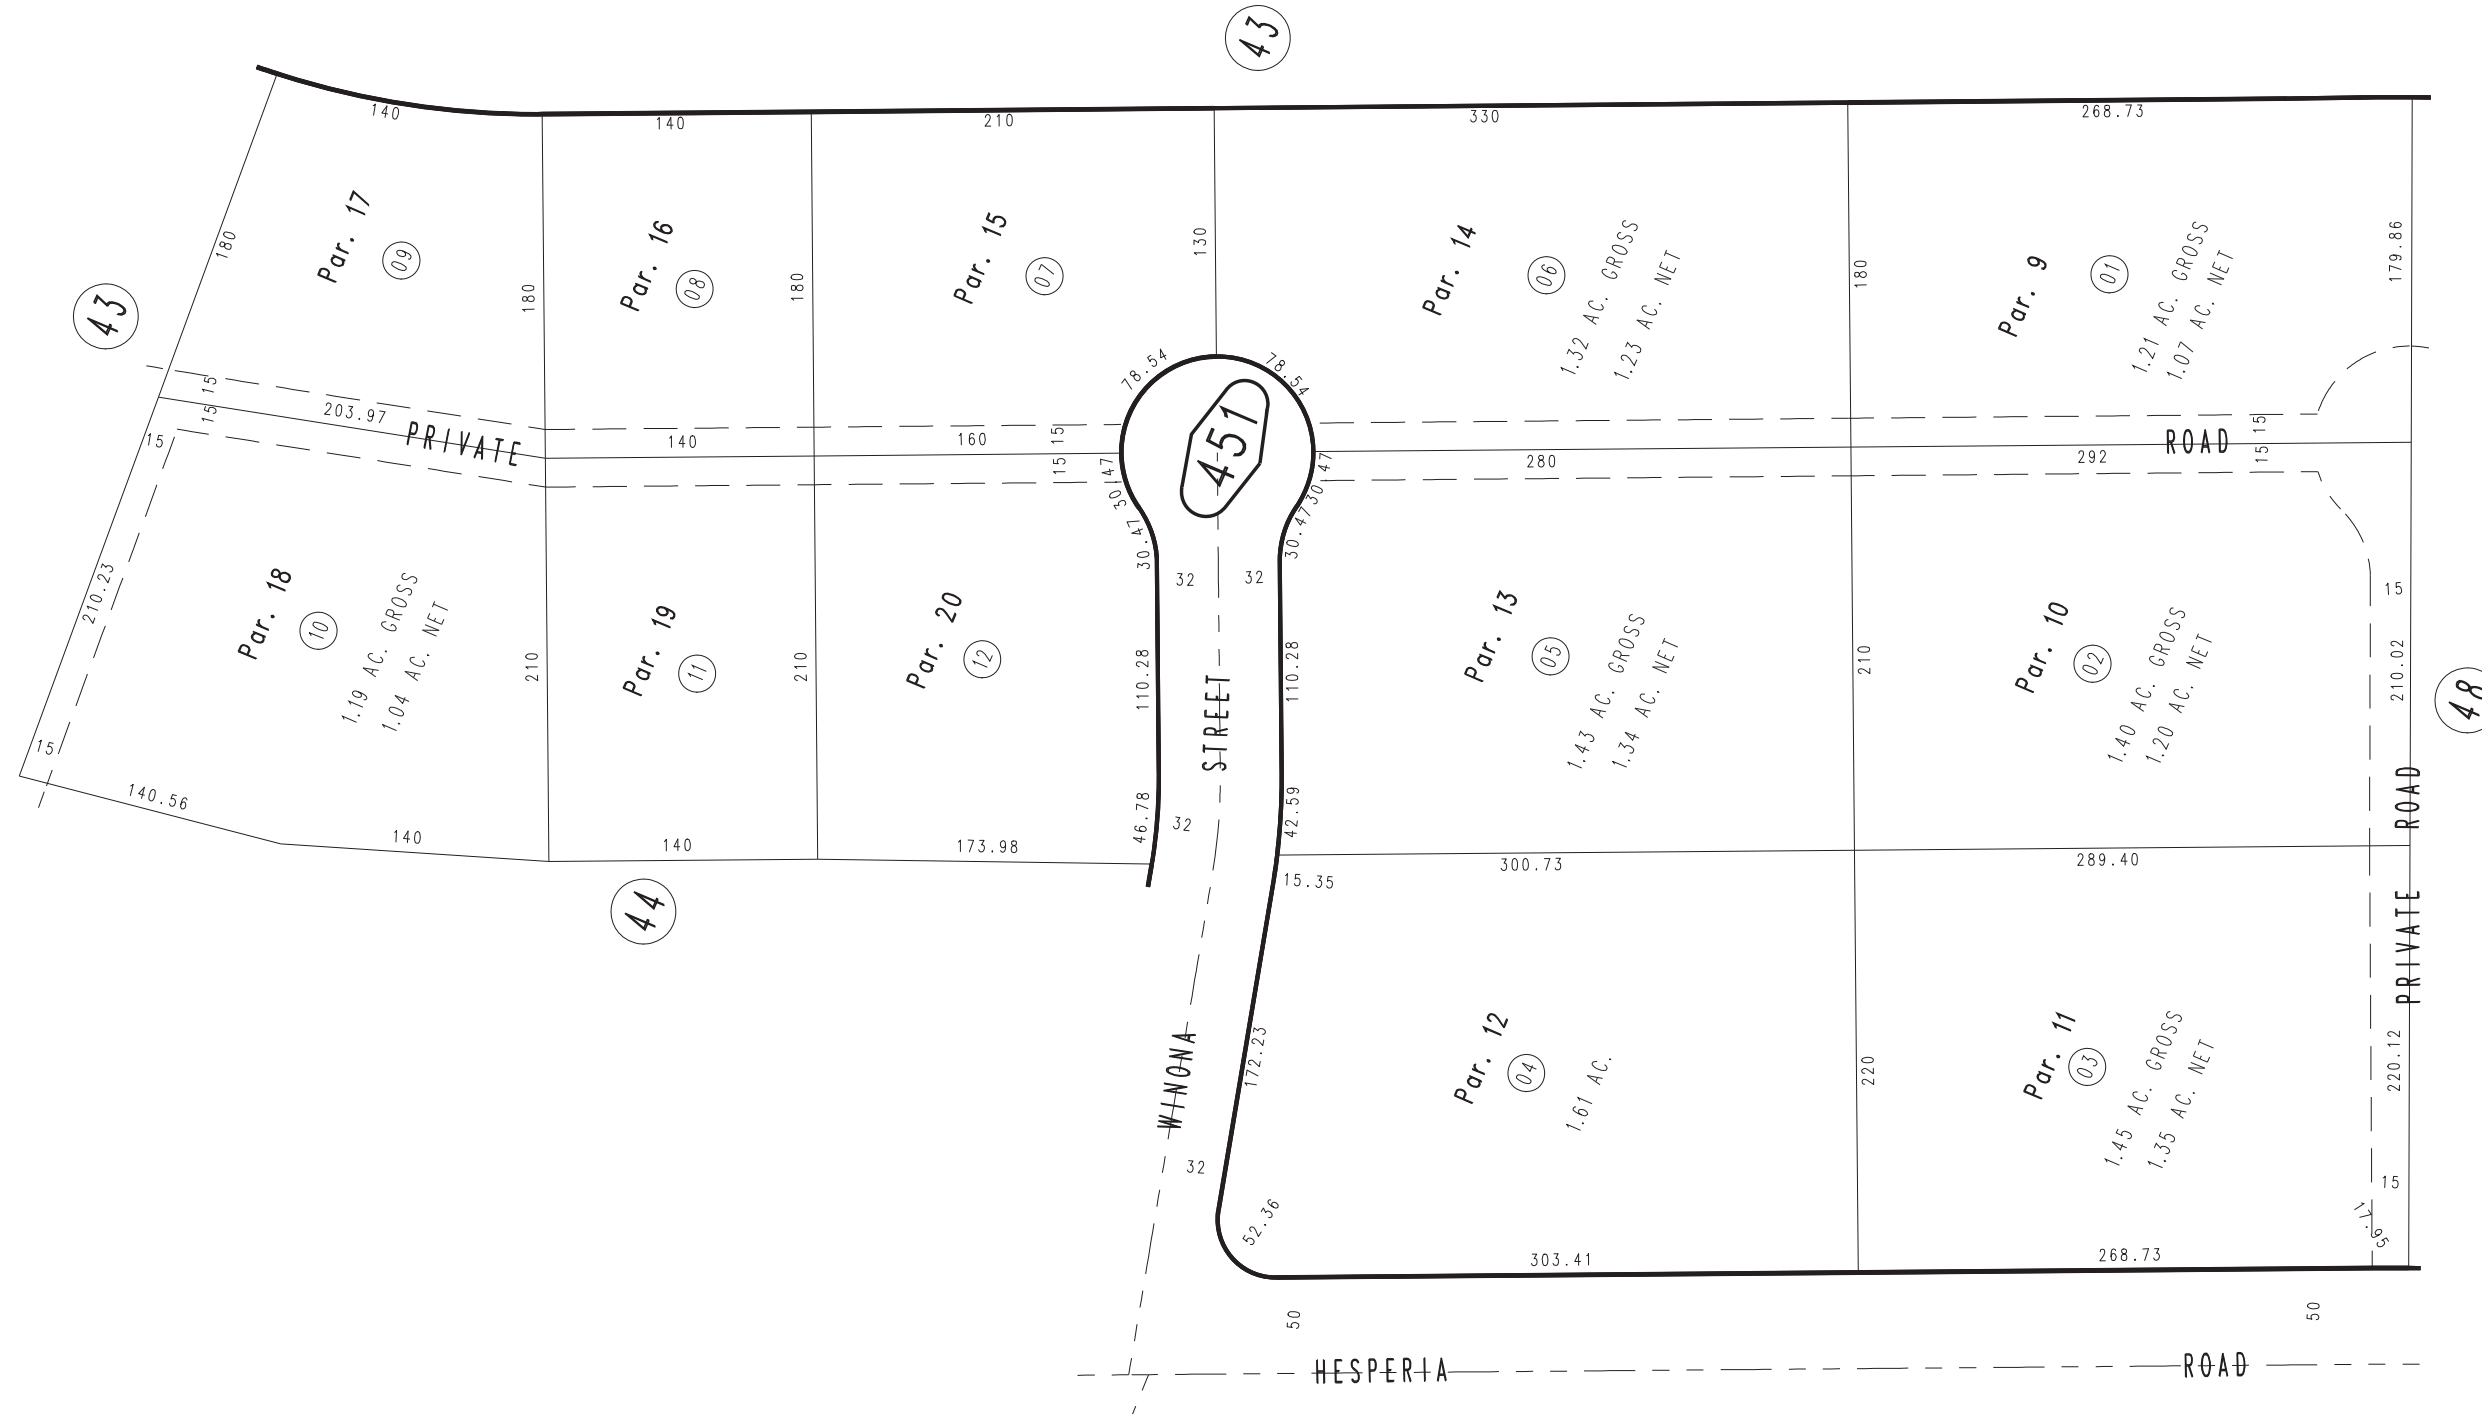 43
140
140
210
330
268.73
180
Par. 17
09
180
Par. 16
08
180
Par. 15
07
130
Par. 14
06
1.32 AC. GROSS
1.23 AC. NET
180
Par. 9
01
1.21 AC. GROSS
1.07 AC. NET
179.86
43
78.54
78.54
451
15
15
203.97
PRIVATE
15
140
160
15
15
280
292
ROAD
15
15
30.47
30.47
30.47
30.47
32
32
210.23
Par. 18
10
1.19 AC. GROSS
1.04 AC. NET
210
Par. 19
11
210
Par. 20
12
110.28
STREET
110.28
Par. 13
05
1.43 AC. GROSS
1.34 AC. NET
210
Par. 10
02
1.40 AC. GROSS
1.20 AC. NET
15
210.02
48
15
140.56
140
140
173.98
46.78
32
42.59
300.73
289.40
15.35
PRIVATE ROAD
44
WINONA
172.23
32
52.36
Par. 12
04
1.61 AC.
220
Par. 11
03
1.45 AC. GROSS
1.35 AC. NET
220.12
15
17.95
303.41
268.73
50
50
HESPERIA ROAD